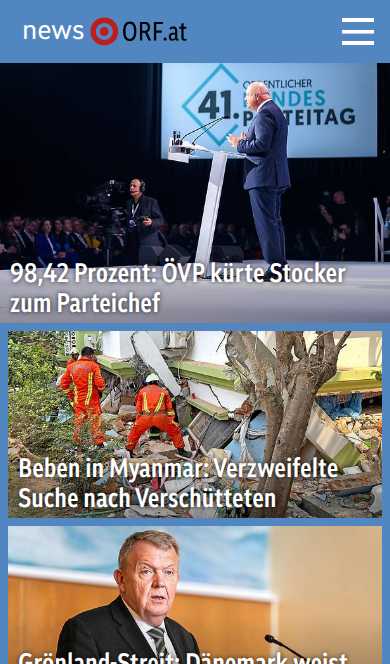 news ORF.at
41. ÖFFENTLICHER
BUNDES
PARTEITAG
98,42 Prozent: ÖVP kürte Stocker
zum Parteichef
Beben in Myanmar: Verzweifelte
Suche nach Verschütteten
Grönland-Streit: Dänemark weist